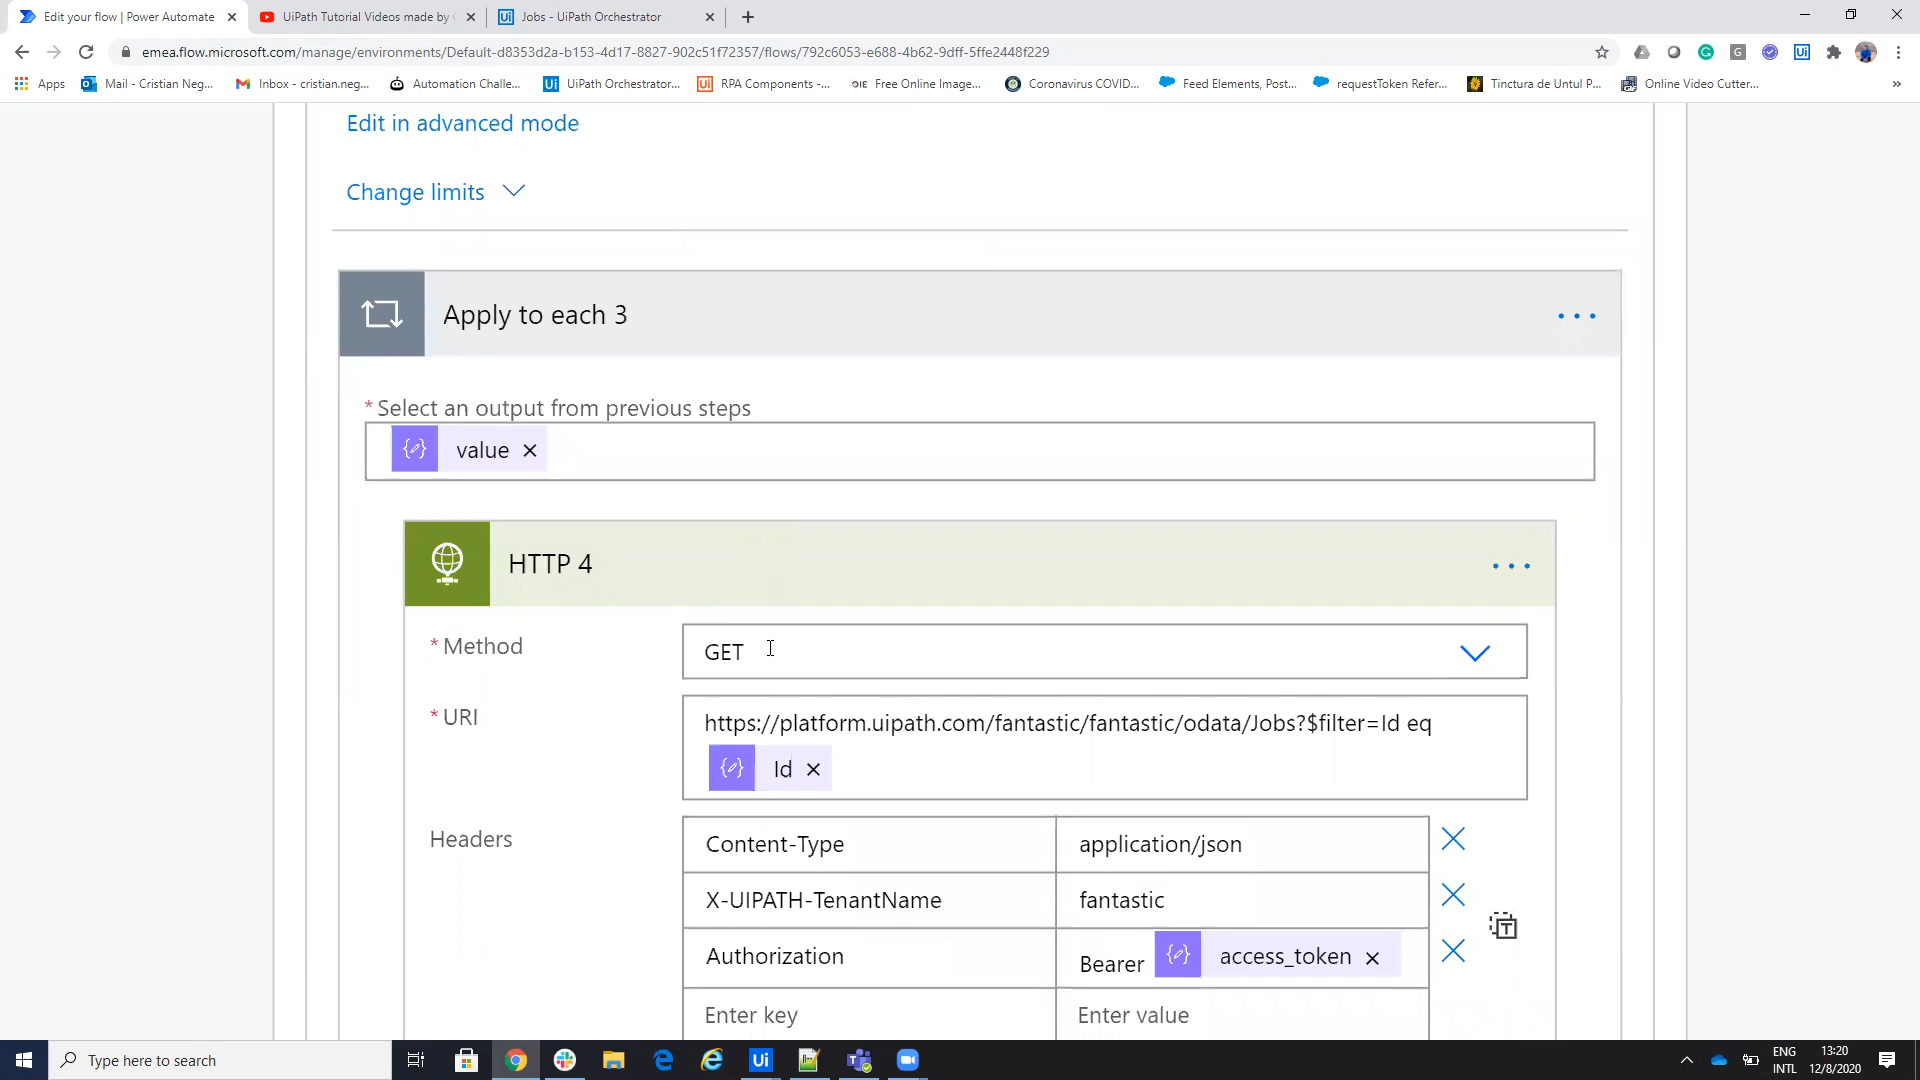 Edit your flow | Power Automate
UiPath Tutorial Videos made by
Ui Jobs - UiPath Orchestrator
emea.flow.microsoft.com/manage/environments/Default-d8353d2a-b153-4d17-8827-902c51f72357/flows/792c6053-e688-4b62-9dff-5ffe2448f229
Apps
Mail - Cristian Neg...
Inbox - cristian.neg...
Automation Challe...
Ui UiPath Orchestrator...
Ui RPA Components -...
OIE Free Online Image...
Coronavirus COVID...
Feed Elements, Post...
requestToken Refer...
Tinctura de Untul P...
Online Video Cutter...
»
Edit in advanced mode
Change limits
Apply to each 3
* Select an output from previous steps
value
HTTP 4
* Method
GET
* URI
https://platform.uipath.com/fantastic/fantastic/odata/Jobs?$filter=Id eq
Id
Headers
Content-Type
application/json
X-UIPATH-TenantName
fantastic
Authorization
Bearer access_token
Enter key
Enter value
Type here to search
Ui
ENG
INTL
13:20
12/8/2020